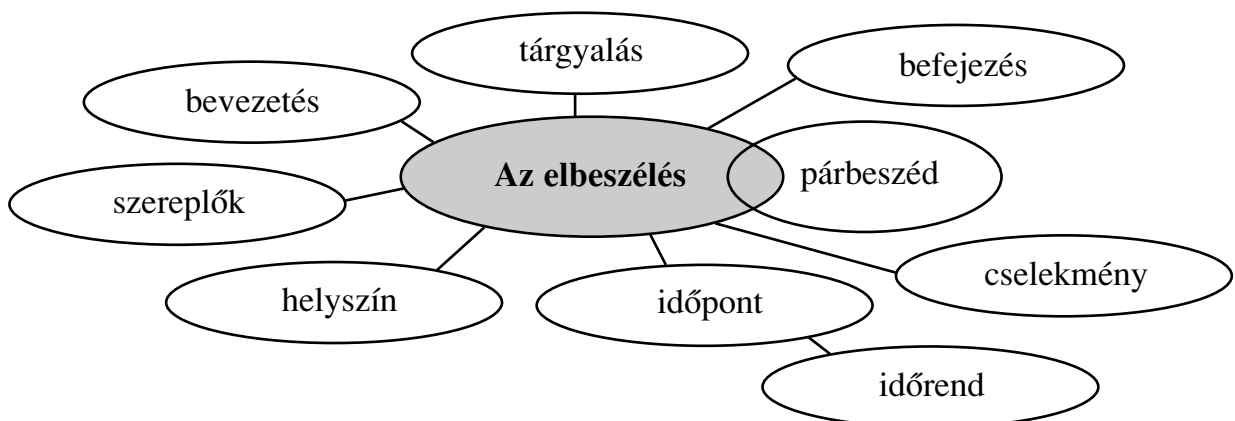 tárgyalás
befejezés
bevezetés
Az elbeszélés
párbeszéd
szereplők
cselekmény
helyszín
időpont
időrend